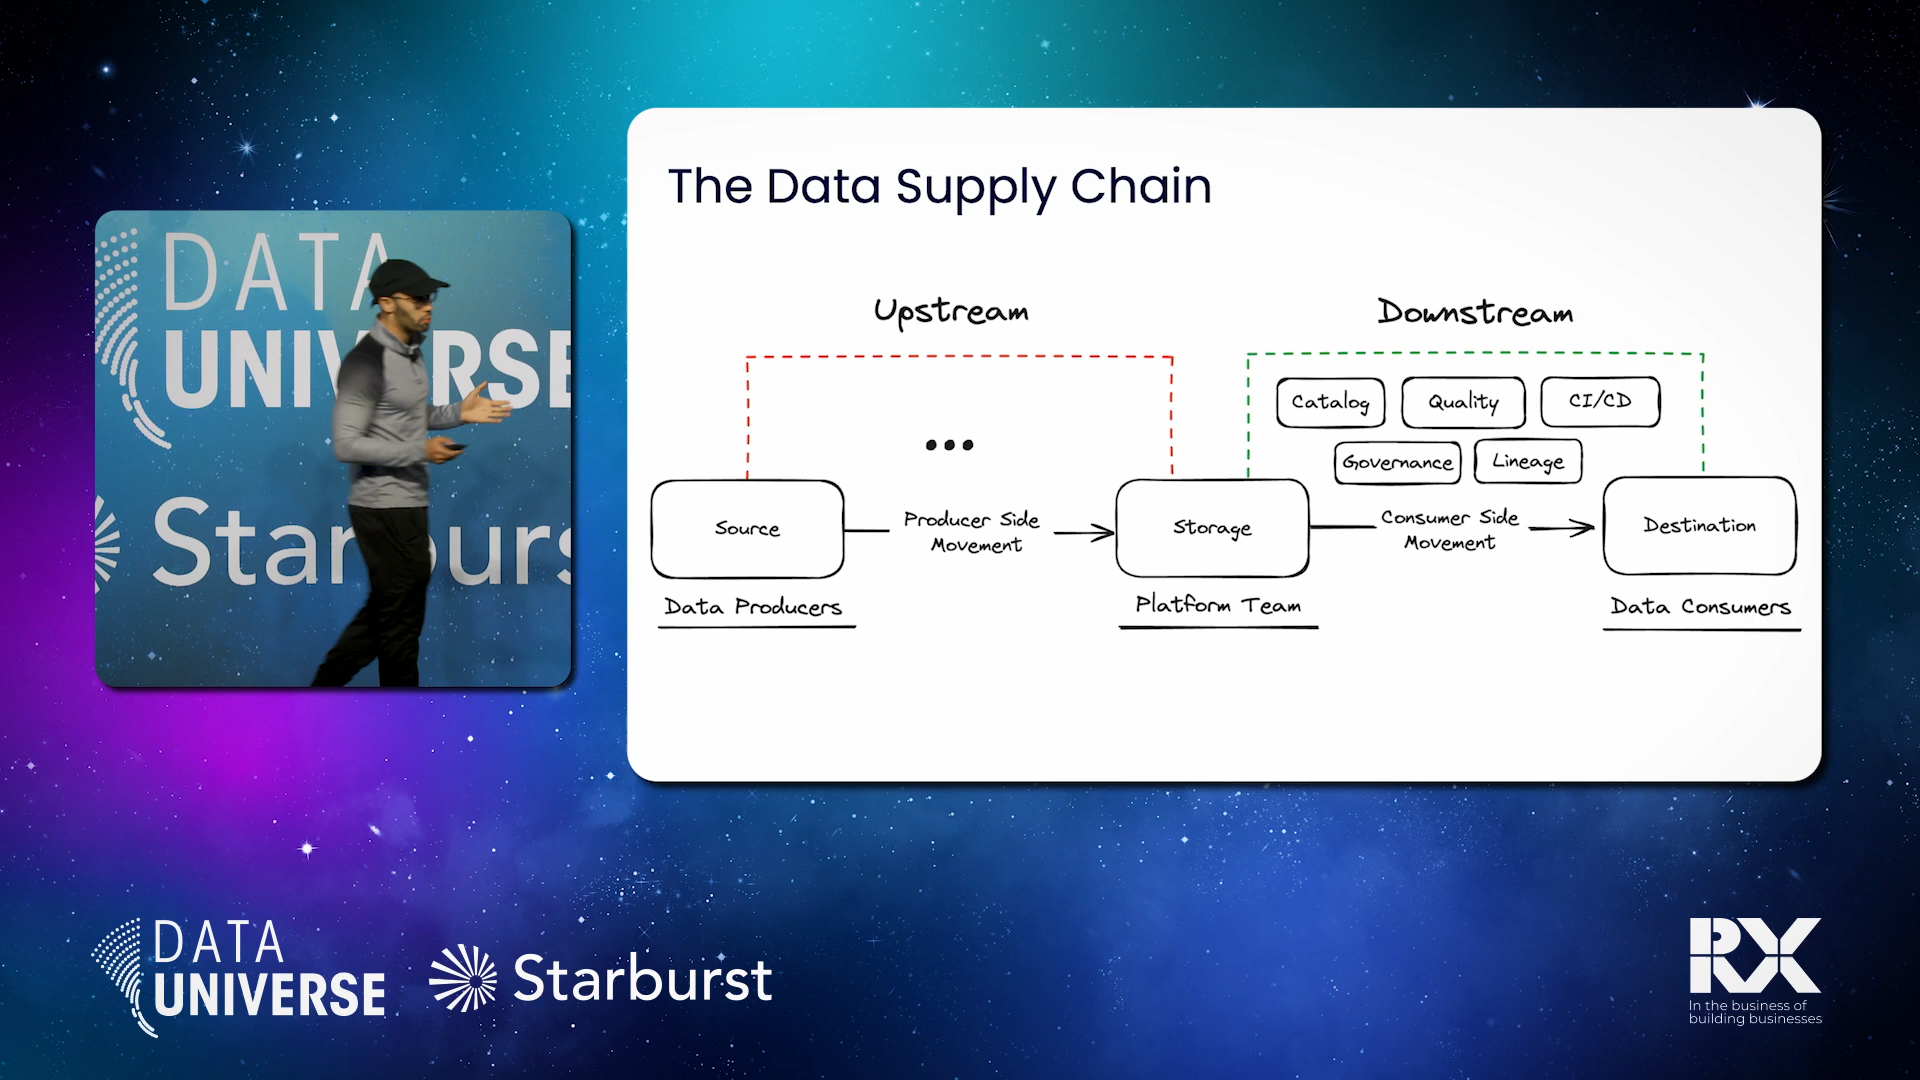 The Data Supply Chain
Upstream
Downstream
Catalog
Quality
CI/CD
Governance
Lineage
...
Source
Producer Side
Movement
Storage
Consumer Side
Movement
Destination
Data Producers
Platform Team
Data Consumers
DATA
UNIVERSE
Starburst
DATA
UNIVERSE
Starburst
RX
In the business of
building businesses